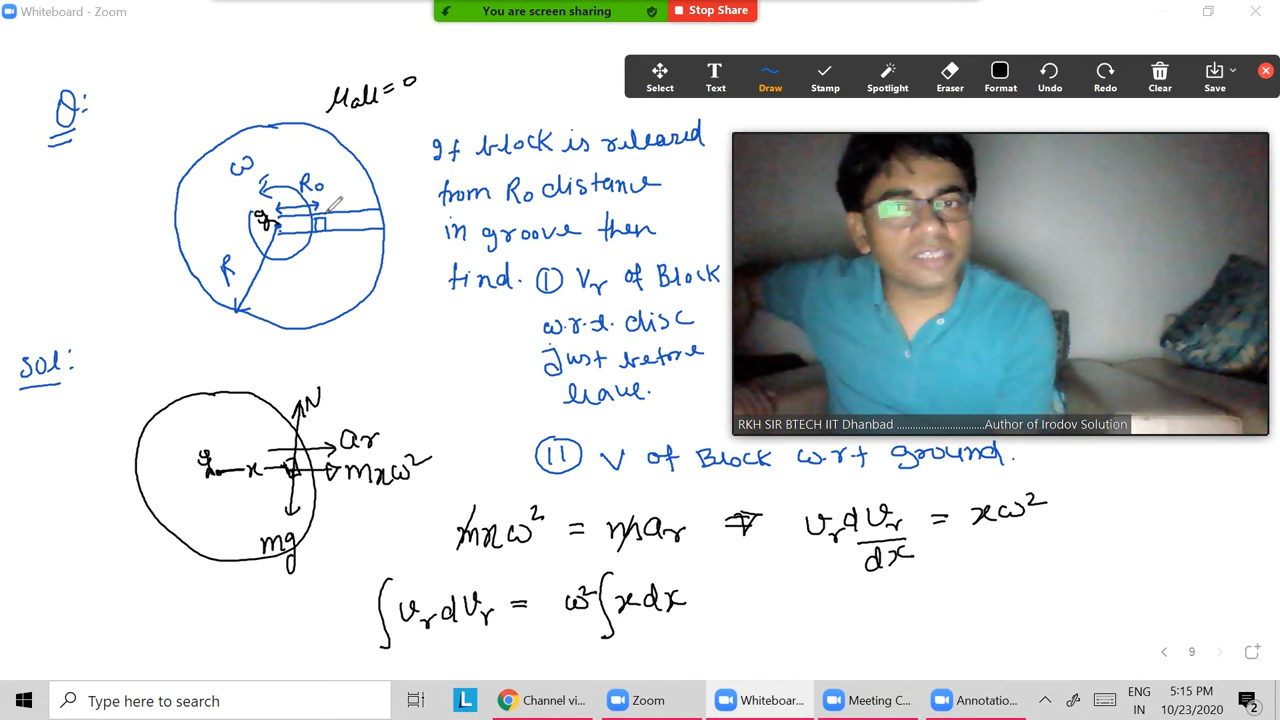 Whiteboard - Zoom
You are screen sharing
Stop Share
Select
Text
Draw
Stamp
Spotlight
Eraser
Format
Undo
Redo
Clear
Save
Q:
μall = 0
ω
R0
R
If block is released
from R0 distance
in groove then
find. (I) Vr of Block
w.r.t. disc
just before
leave.
(II) V of Block w.r.t ground.
RKH SIR BTECH IIT Dhanbad ................................Author of Irodov Solution
Sol:
N
ar
x
mxω²
mg
mxω² = mar ⇒ vr dvr/dx = xω²
∫vr dvr = ω²∫x dx
9
Type here to search
L
Channel vi...
Zoom
Whiteboar...
Meeting C...
Annotatio...
ENG
IN
5:15 PM
10/23/2020
2